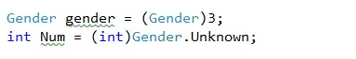 Gender gender = (Gender)3;
int Num = (int)Gender.Unknown;